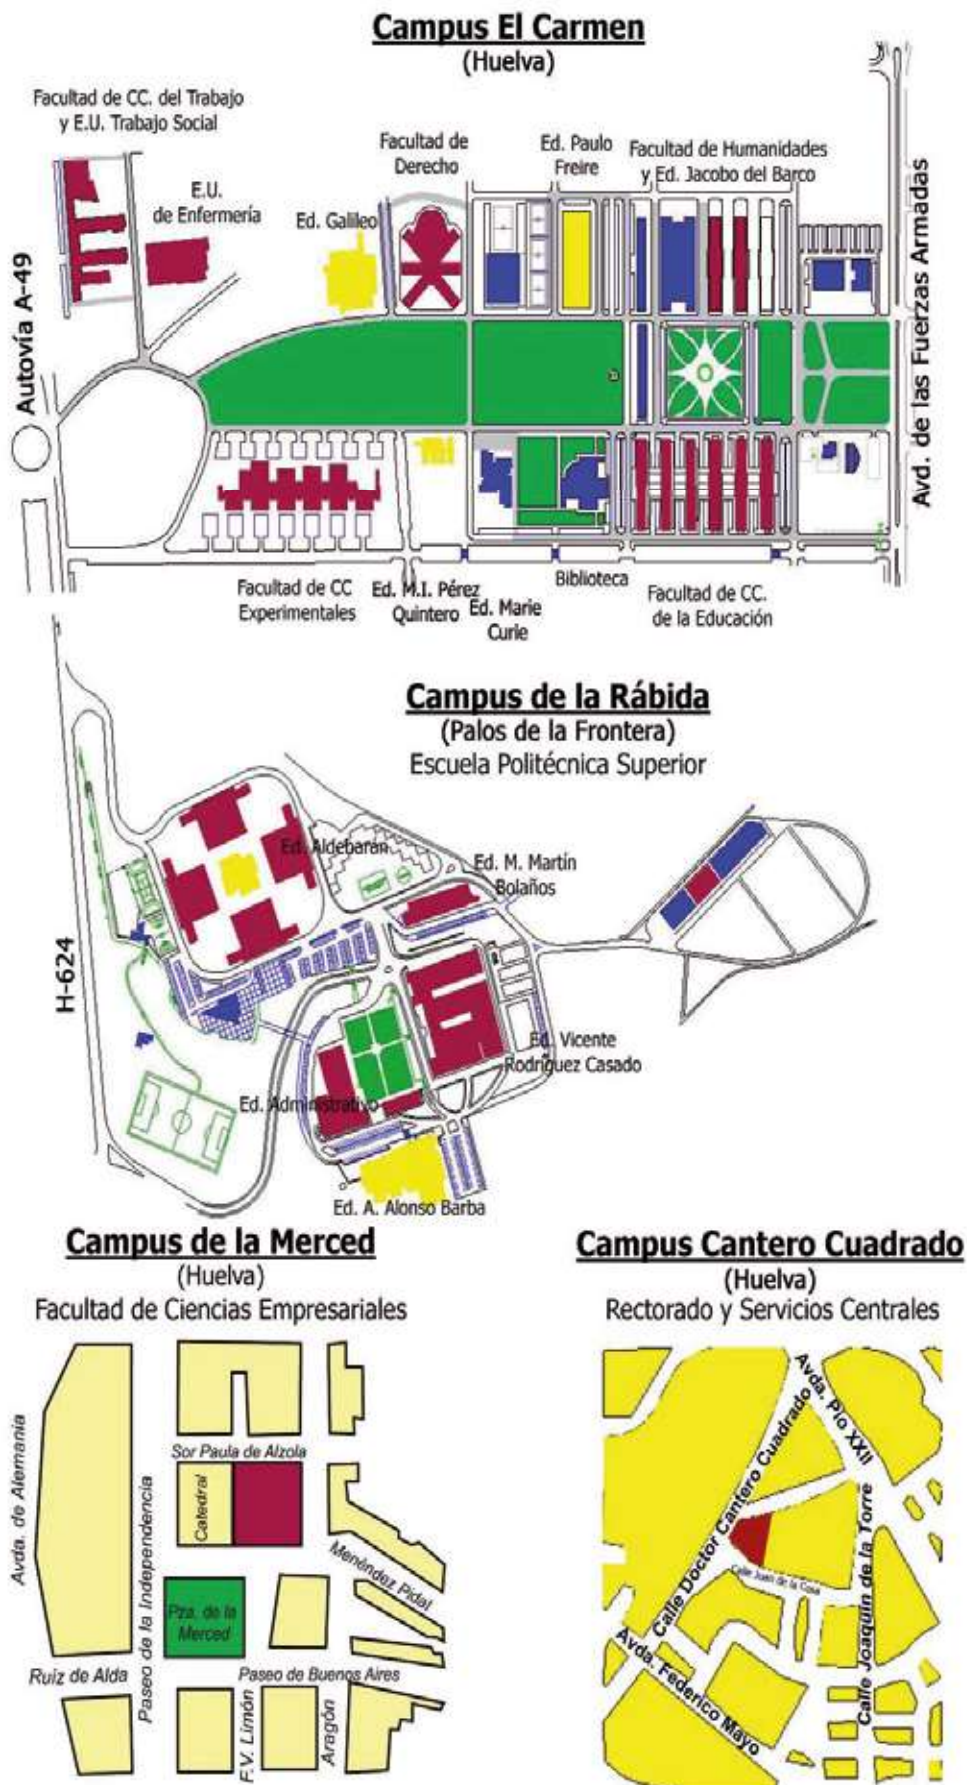 Campus El Carmen
(Huelva)
Facultad de CC. del Trabajo
y E.U. Trabajo Social
E.U.
de Enfermería
Ed. Galileo
Facultad de
Derecho
Ed. Paulo
Freire
Facultad de Humanidades
y Ed. Jacobo del Barco
Autovía A-49
Avd. de las Fuerzas Armadas
Facultad de CC
Experimentales
Ed. M.I. Pérez
Quintero
Ed. Marie
Curie
Biblioteca
Facultad de CC.
de la Educación
Campus de la Rábida
(Palos de la Frontera)
Escuela Politécnica Superior
H-624
Ed. Aldebarán
Ed. M. Martín
Bolaños
Ed. Vicente
Rodríguez Casado
Ed. Administrativo
Ed. A. Alonso Barba
Campus de la Merced
(Huelva)
Facultad de Ciencias Empresariales
Avda. de Alemania
Paseo de la Independencia
Sor Paula de Alzola
Catedral
Menéndez Pidal
Pza. de la
Merced
Ruiz de Alda
Paseo de Buenos Aires
F.V. Limón
Aragón
Campus Cantero Cuadrado
(Huelva)
Rectorado y Servicios Centrales
Avda. Pio XXII
Calle Doctor Cantero Cuadrado
Calle Juan de la Cosa
Calle Joaquín de la Torre
Avda. Federico Mayo